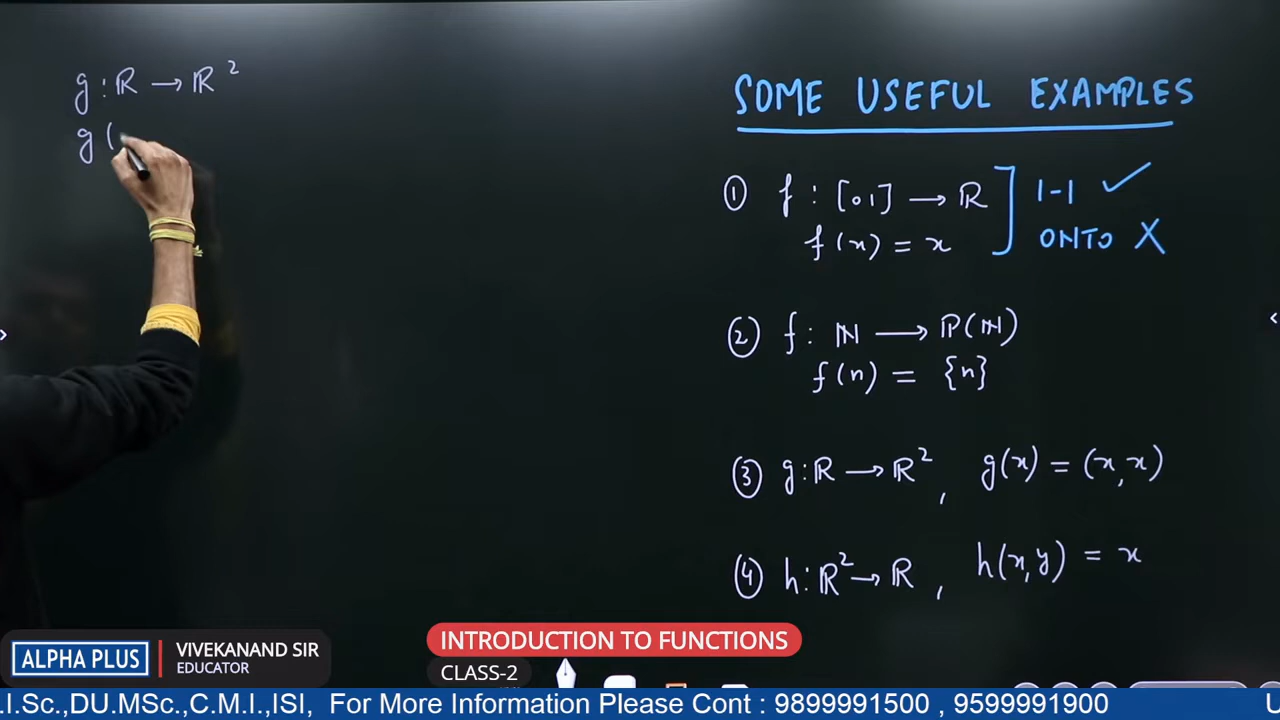 g : ℝ → ℝ²
g (
SOME USEFUL EXAMPLES
① f : [0 1] → ℝ
f(x) = x
1-1 ✓
ONTO X
② f : ℕ → ℙ(ℕ)
f(n) = {n}
③ g : ℝ → ℝ² , g(x) = (x, x)
④ h : ℝ² → ℝ , h(x, y) = x
ALPHA PLUS
VIVEKANAND SIR
EDUCATOR
INTRODUCTION TO FUNCTIONS
CLASS-2
.I.Sc.,DU.MSc.,C.M.I.,ISI, For More Information Please Cont : 9899991500 , 9599991900 U